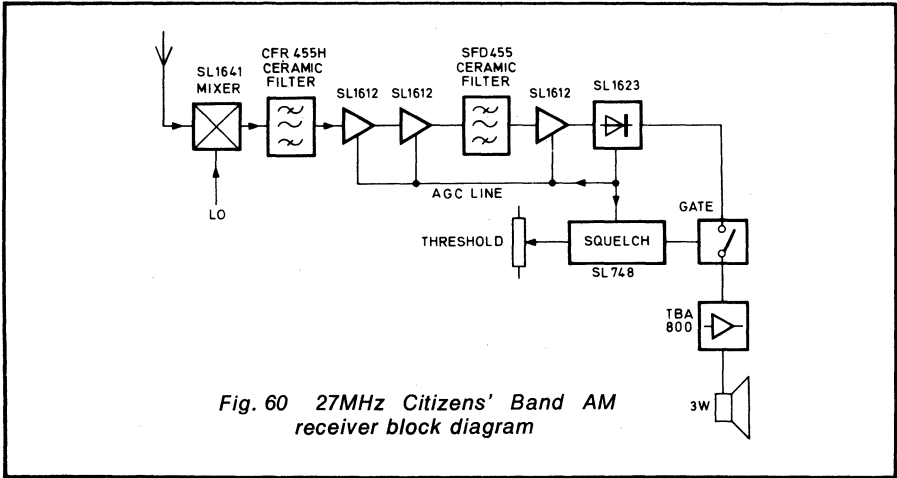 SL1641
MIXER
CFR 455H
CERAMIC
FILTER
SL1612
SL1612
SFD455
CERAMIC
FILTER
SL1612
SL1623
LO
AGC LINE
THRESHOLD
SQUELCH
SL748
GATE
TBA
800
3W
Fig. 60 27MHz Citizens' Band AM
receiver block diagram